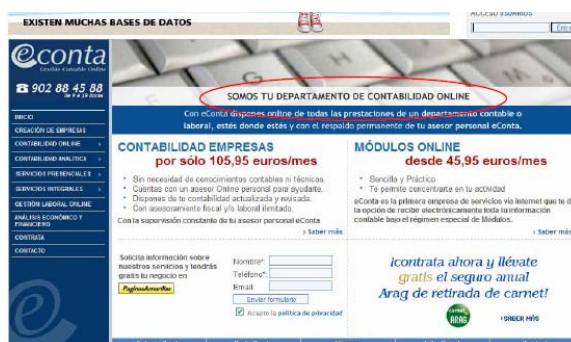 EXISTEN MUCHAS BASES DE DATOS
ACCESO USUARIOS
econta
Gestión Contable Online
902 88 45 88
de 9 a 19 horas
INICIO
CREACIÓN DE EMPRESAS
CONTABILIDAD ONLINE
CONTABILIDAD ANALITICA
SERVICIOS PRESENCIALES
SERVICIOS INTEGRALES
GESTIÓN LABORAL ONLINE
ANÁLISIS ECONÓMICO Y
FINANCIERO
CONTRATA
CONTACTO
SOMOS TU DEPARTAMENTO DE CONTABILIDAD ONLINE
Con eConta dispones online de todas las prestaciones de un departamento contable o
laboral, estés donde estés y con el respaldo permanente de tu asesor personal eConta.
CONTABILIDAD EMPRESAS
por sólo 105,95 euros/mes
• Sin necesidad de conocimientos contables ni técnicos.
• Cuentas con un asesor Online personal para ayudarte.
• Dispones de tu contabilidad actualizada y revisada.
• Con asesoramiento fiscal y/o laboral ilimitado.
Con la supervisión constante de tu asesor personal eConta
› Saber más
MÓDULOS ONLINE
desde 45,95 euros/mes
• Sencillo y Práctico
• Te permite concentrarte en tu actividad
eConta es la primera empresa de servicios vía Internet que te d
la opción de recibir electrónicamente toda tu información
contable bajo el régimen especial de Módulos.
› Saber más
Solicita información sobre
nuestros servicios y tendrás
gratis tu negocio en
PaginasAmarillas
Nombre*:
Teléfono*:
Email:
Enviar formulario
Acepto la política de privacidad
¡contrata ahora y llévate
gratis el seguro anual
Arag de retirada de carnet!
ARAG
›SABER MÁS